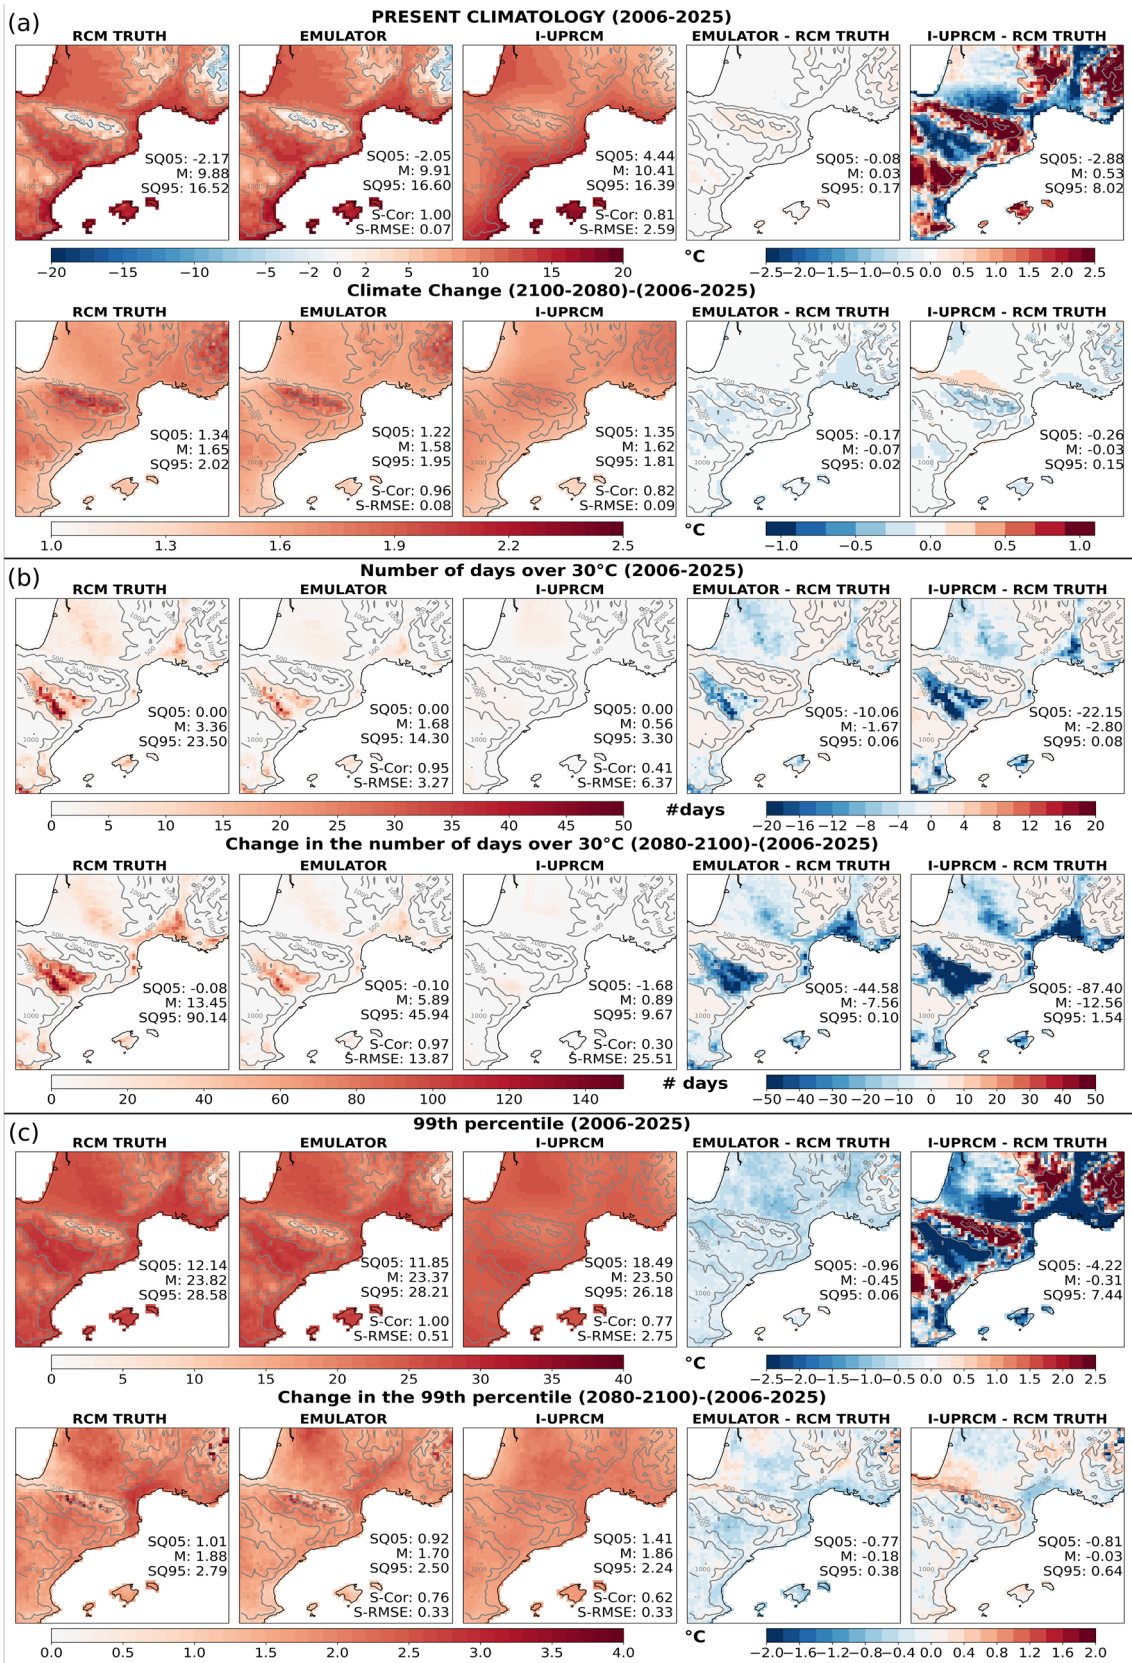 (a)
PRESENT CLIMATOLOGY (2006-2025)
RCM TRUTH EMULATOR I-UPRCM EMULATOR - RCM TRUTH I-UPRCM - RCM TRUTH
SQ05: -2.17
M: 9.88
SQ95: 16.52
SQ05: -2.05
M: 9.91
SQ95: 16.60
S-Cor: 1.00
S-RMSE: 0.07
SQ05: 4.44
M: 10.41
SQ95: 16.39
S-Cor: 0.81
S-RMSE: 2.59
SQ05: -0.08
M: 0.03
SQ95: 0.17
SQ05: -2.88
M: 0.53
SQ95: 8.02
−20 −15 −10 −5 −2 0 2 5 10 15 20
°C
−2.5 −2.0 −1.5 −1.0 −0.5 0.0 0.5 1.0 1.5 2.0 2.5
Climate Change (2100-2080)-(2006-2025)
RCM TRUTH EMULATOR I-UPRCM EMULATOR - RCM TRUTH I-UPRCM - RCM TRUTH
SQ05: 1.34
M: 1.65
SQ95: 2.02
SQ05: 1.22
M: 1.58
SQ95: 1.95
S-Cor: 0.96
S-RMSE: 0.08
SQ05: 1.35
M: 1.62
SQ95: 1.81
S-Cor: 0.82
S-RMSE: 0.09
SQ05: -0.17
M: -0.07
SQ95: 0.02
SQ05: -0.26
M: -0.03
SQ95: 0.15
1.0 1.3 1.6 1.9 2.2 2.5
°C
−1.0 −0.5 0.0 0.5 1.0
(b)
Number of days over 30°C (2006-2025)
RCM TRUTH EMULATOR I-UPRCM EMULATOR - RCM TRUTH I-UPRCM - RCM TRUTH
SQ05: 0.00
M: 3.36
SQ95: 23.50
SQ05: 0.00
M: 1.68
SQ95: 14.30
S-Cor: 0.95
S-RMSE: 3.27
SQ05: 0.00
M: 0.56
SQ95: 3.30
S-Cor: 0.41
S-RMSE: 6.37
SQ05: -10.06
M: -1.67
SQ95: 0.06
SQ05: -22.15
M: -2.80
SQ95: 0.08
0 5 10 15 20 25 30 35 40 45 50
#days
−20 −16 −12 −8 −4 0 4 8 12 16 20
Change in the number of days over 30°C (2080-2100)-(2006-2025)
RCM TRUTH EMULATOR I-UPRCM EMULATOR - RCM TRUTH I-UPRCM - RCM TRUTH
SQ05: -0.08
M: 13.45
SQ95: 90.14
SQ05: -0.10
M: 5.89
SQ95: 45.94
S-Cor: 0.97
S-RMSE: 13.87
SQ05: -1.68
M: 0.89
SQ95: 9.67
S-Cor: 0.30
S-RMSE: 25.51
SQ05: -44.58
M: -7.56
SQ95: 0.10
SQ05: -87.40
M: -12.56
SQ95: 1.54
0 20 40 60 80 100 120 140
# days
−50 −40 −30 −20 −10 0 10 20 30 40 50
(c)
99th percentile (2006-2025)
RCM TRUTH EMULATOR I-UPRCM EMULATOR - RCM TRUTH I-UPRCM - RCM TRUTH
SQ05: 12.14
M: 23.82
SQ95: 28.58
SQ05: 11.85
M: 23.37
SQ95: 28.21
S-Cor: 1.00
S-RMSE: 0.51
SQ05: 18.49
M: 23.50
SQ95: 26.18
S-Cor: 0.77
S-RMSE: 2.75
SQ05: -0.96
M: -0.45
SQ95: 0.06
SQ05: -4.22
M: -0.31
SQ95: 7.44
0 5 10 15 20 25 30 35 40
°C
−2.5 −2.0 −1.5 −1.0 −0.5 0.0 0.5 1.0 1.5 2.0 2.5
Change in the 99th percentile (2080-2100)-(2006-2025)
RCM TRUTH EMULATOR I-UPRCM EMULATOR - RCM TRUTH I-UPRCM - RCM TRUTH
SQ05: 1.01
M: 1.88
SQ95: 2.79
SQ05: 0.92
M: 1.70
SQ95: 2.50
S-Cor: 0.76
S-RMSE: 0.33
SQ05: 1.41
M: 1.86
SQ95: 2.24
S-Cor: 0.62
S-RMSE: 0.33
SQ05: -0.77
M: -0.18
SQ95: 0.38
SQ05: -0.81
M: -0.03
SQ95: 0.64
0.0 0.5 1.0 1.5 2.0 2.5 3.0 3.5 4.0
°C
−2.0 −1.6 −1.2 −0.8 −0.4 0.0 0.4 0.8 1.2 1.6 2.0